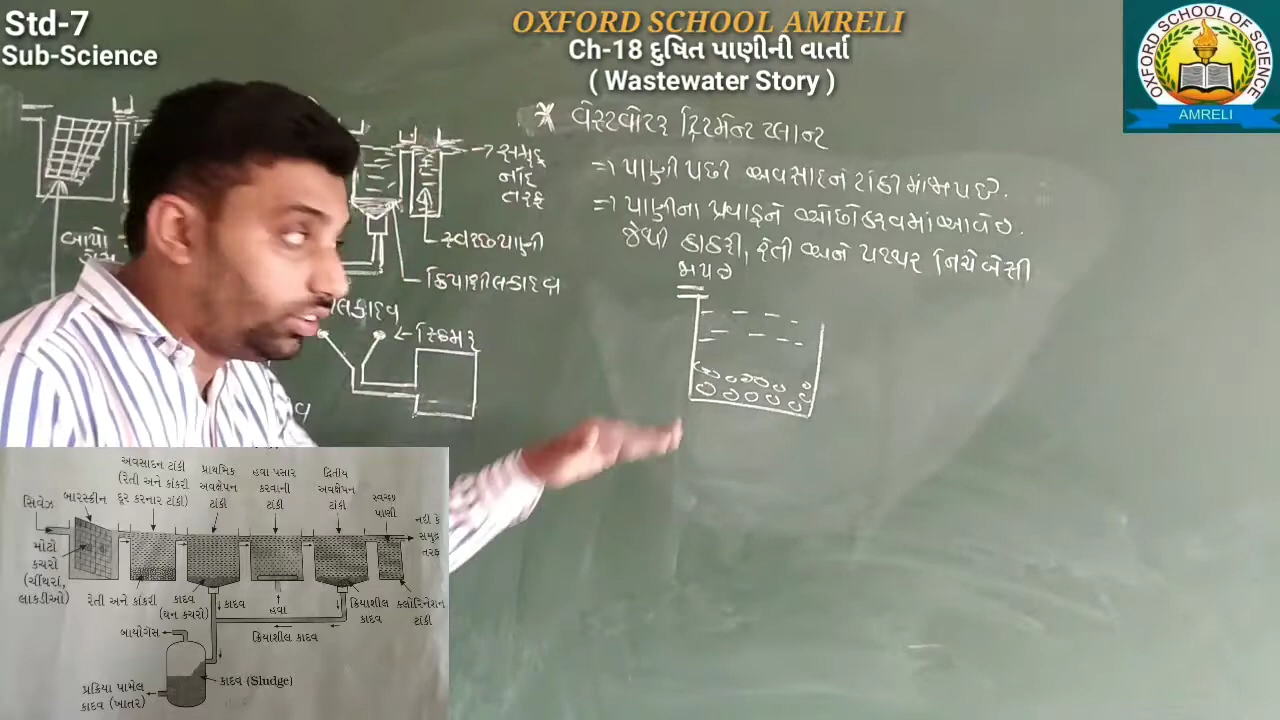 Std-7
Sub-Science
OXFORD SCHOOL AMRELI
Ch-18 દુષિત પાણીની વાર્તા
( Wastewater Story )
OXFORD SCHOOL OF SCIENCE
AMRELI
* વેસ્ટવોટર ટ્રિટમેન્ટ પ્લાન્ટ
⇒ પાણી પછી અવસાદન ટાંકીમાં જાય છે.
⇒ પાણીના પ્રવાહને ઓછો કરવામાં આવે છે.
જેથી કાકરી, રેતી અને પથ્થર નિચે બેસી
જાય છે
→ સમુદ્ર
તરફ
સ્વચ્છ પાણી
ક્રિયાશીલ કાદવ
બાયો
ગેસ
સ્કિમર
અવસાદન ટાંકી
(રેતી અને કાંકરી
દૂર કરનાર ટાંકી)
પ્રાથમિક
અવક્ષેપન
ટાંકી
હવા પસાર
કરવાની
ટાંકી
દ્વિતીય
અવક્ષેપન
ટાંકી
સ્વચ્છ
પાણી
સિવેઝ
બારસ્ક્રીન
નદી કે
સમુદ્ર
તરફ
મોટો
કચરો
(ચીંથરાં,
લાકડીઓ)
રેતી અને કાંકરી
કાદવ
(ઘન કચરો)
કાદવ
હવા
ક્રિયાશીલ
કાદવ
ક્લોરિનેશન
ટાંકી
ક્રિયાશીલ કાદવ
બાયોગૅસ
કાદવ (Sludge)
પ્રક્રિયા પામેલ
કાદવ (ખાતર)